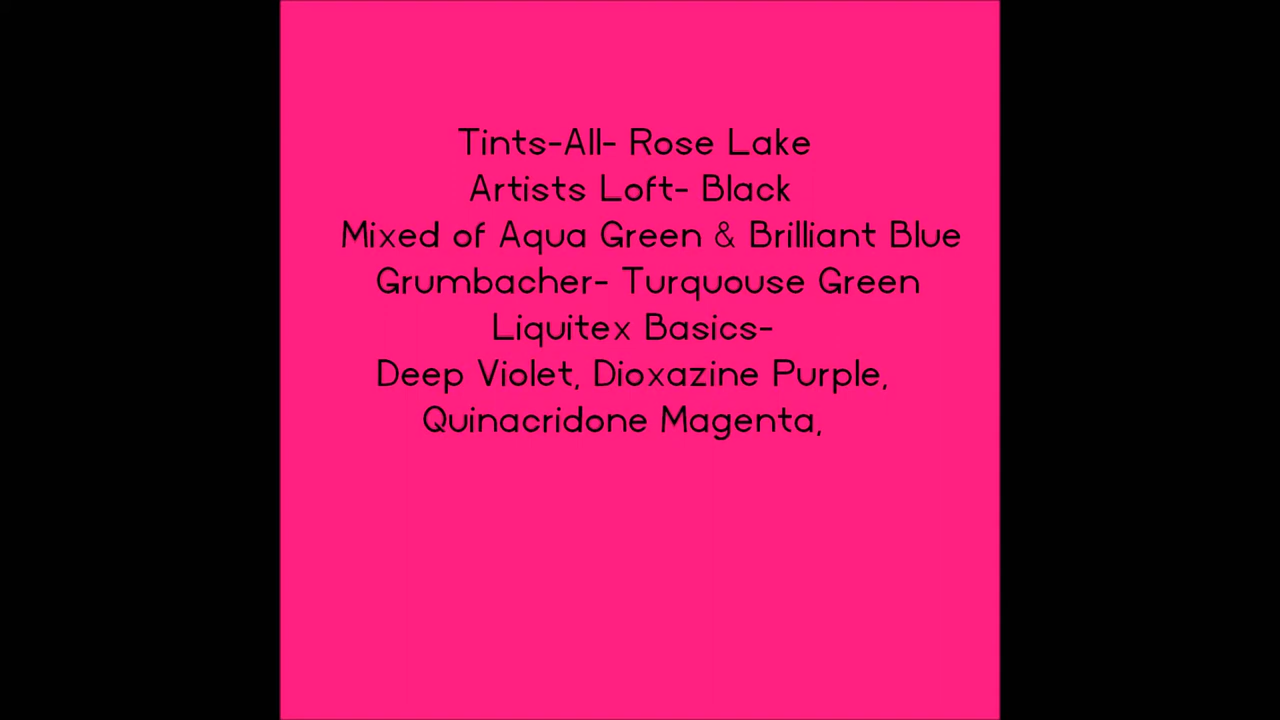 Tints-All- Rose Lake
Artists Loft- Black
Mixed of Aqua Green & Brilliant Blue
Grumbacher- Turquouse Green
Liquitex Basics-
Deep Violet, Dioxazine Purple,
Quinacridone Magenta,